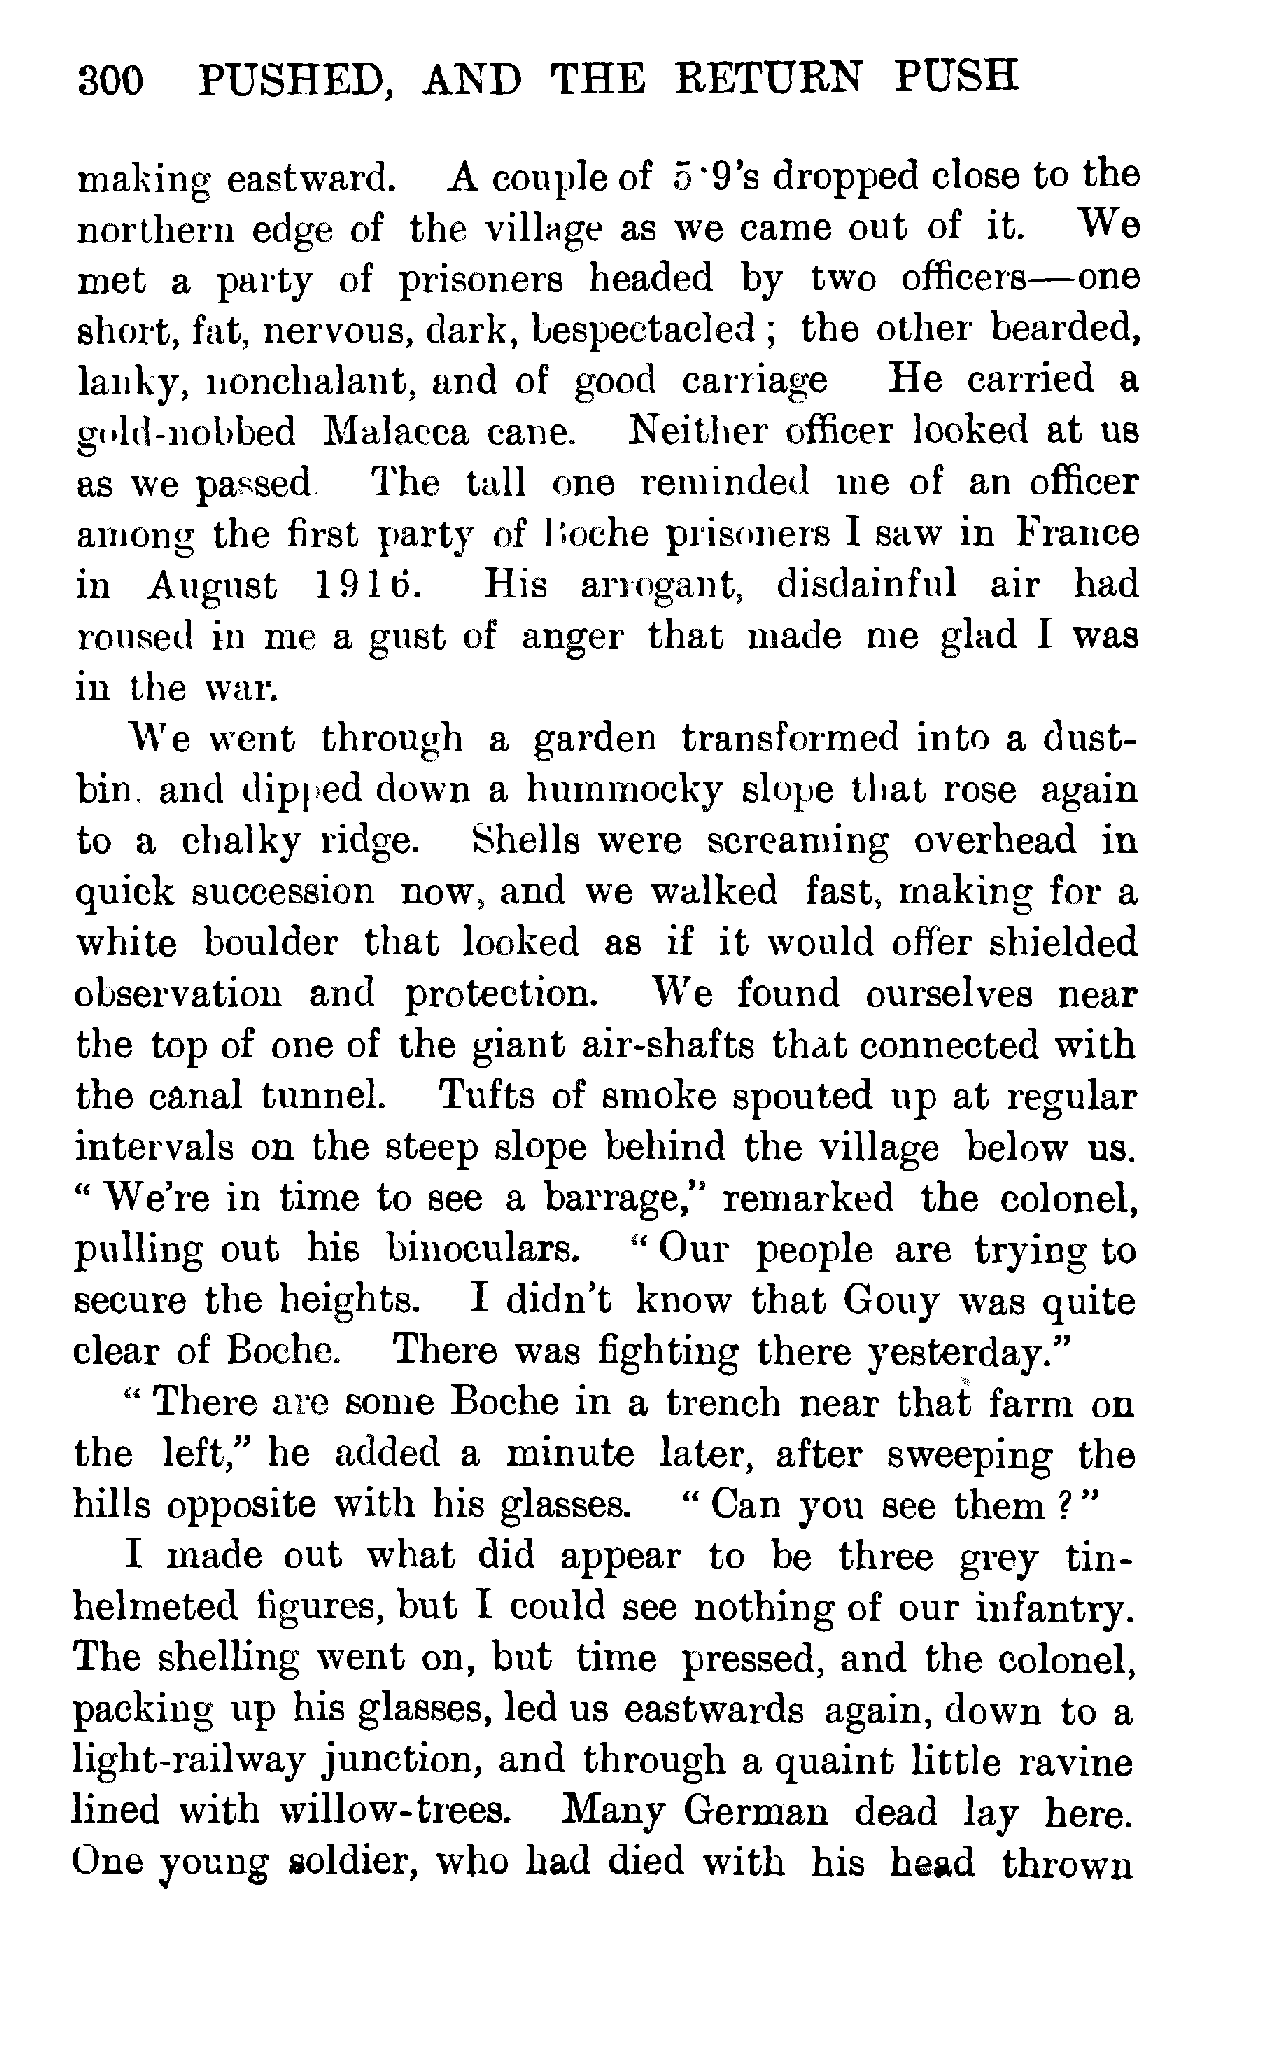 300 PUSHED, AND THE RETURN PUSH
making eastward. A couple of 5·9's dropped close to the
northern edge of the village as we came out of it. We
met a party of prisoners headed by two officers—one
short, fat, nervous, dark, bespectacled ; the other bearded,
lanky, nonchalant, and of good carriage He carried a
gold-nobbed Malacca cane. Neither officer looked at us
as we passed. The tall one reminded me of an officer
among the first party of Boche prisoners I saw in France
in August 1916. His arrogant, disdainful air had
roused in me a gust of anger that made me glad I was
in the war.
We went through a garden transformed into a dust-
bin, and dipped down a hummocky slope that rose again
to a chalky ridge. Shells were screaming overhead in
quick succession now, and we walked fast, making for a
white boulder that looked as if it would offer shielded
observation and protection. We found ourselves near
the top of one of the giant air-shafts that connected with
the canal tunnel. Tufts of smoke spouted up at regular
intervals on the steep slope behind the village below us.
" We're in time to see a barrage," remarked the colonel,
pulling out his binoculars. " Our people are trying to
secure the heights. I didn't know that Gouy was quite
clear of Boche. There was fighting there yesterday."
" There are some Boche in a trench near that farm on
the left," he added a minute later, after sweeping the
hills opposite with his glasses. " Can you see them ? "
I made out what did appear to be three grey tin-
helmeted figures, but I could see nothing of our infantry.
The shelling went on, but time pressed, and the colonel,
packing up his glasses, led us eastwards again, down to a
light-railway junction, and through a quaint little ravine
lined with willow-trees. Many German dead lay here.
One young soldier, who had died with his head thrown